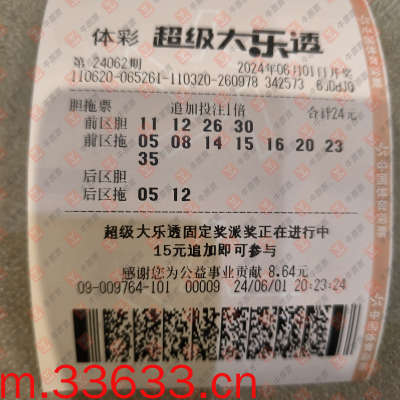 体彩 超级大乐透
第 24062期 2024年06月01日开奖
110620-065261-110320-260978 342573
胆拖票 追加投注1倍 合计24元
前区胆 11 12 26 30
前区拖 05 08 14 15 16 20 23
35
后区胆
后区拖 05 12
超级大乐透固定奖派奖正在进行中
15元追加即可参与
感谢您为公益事业贡献 8.64元
09-009764-101 00009 24/06/01 20:23:24
m.33633.cn